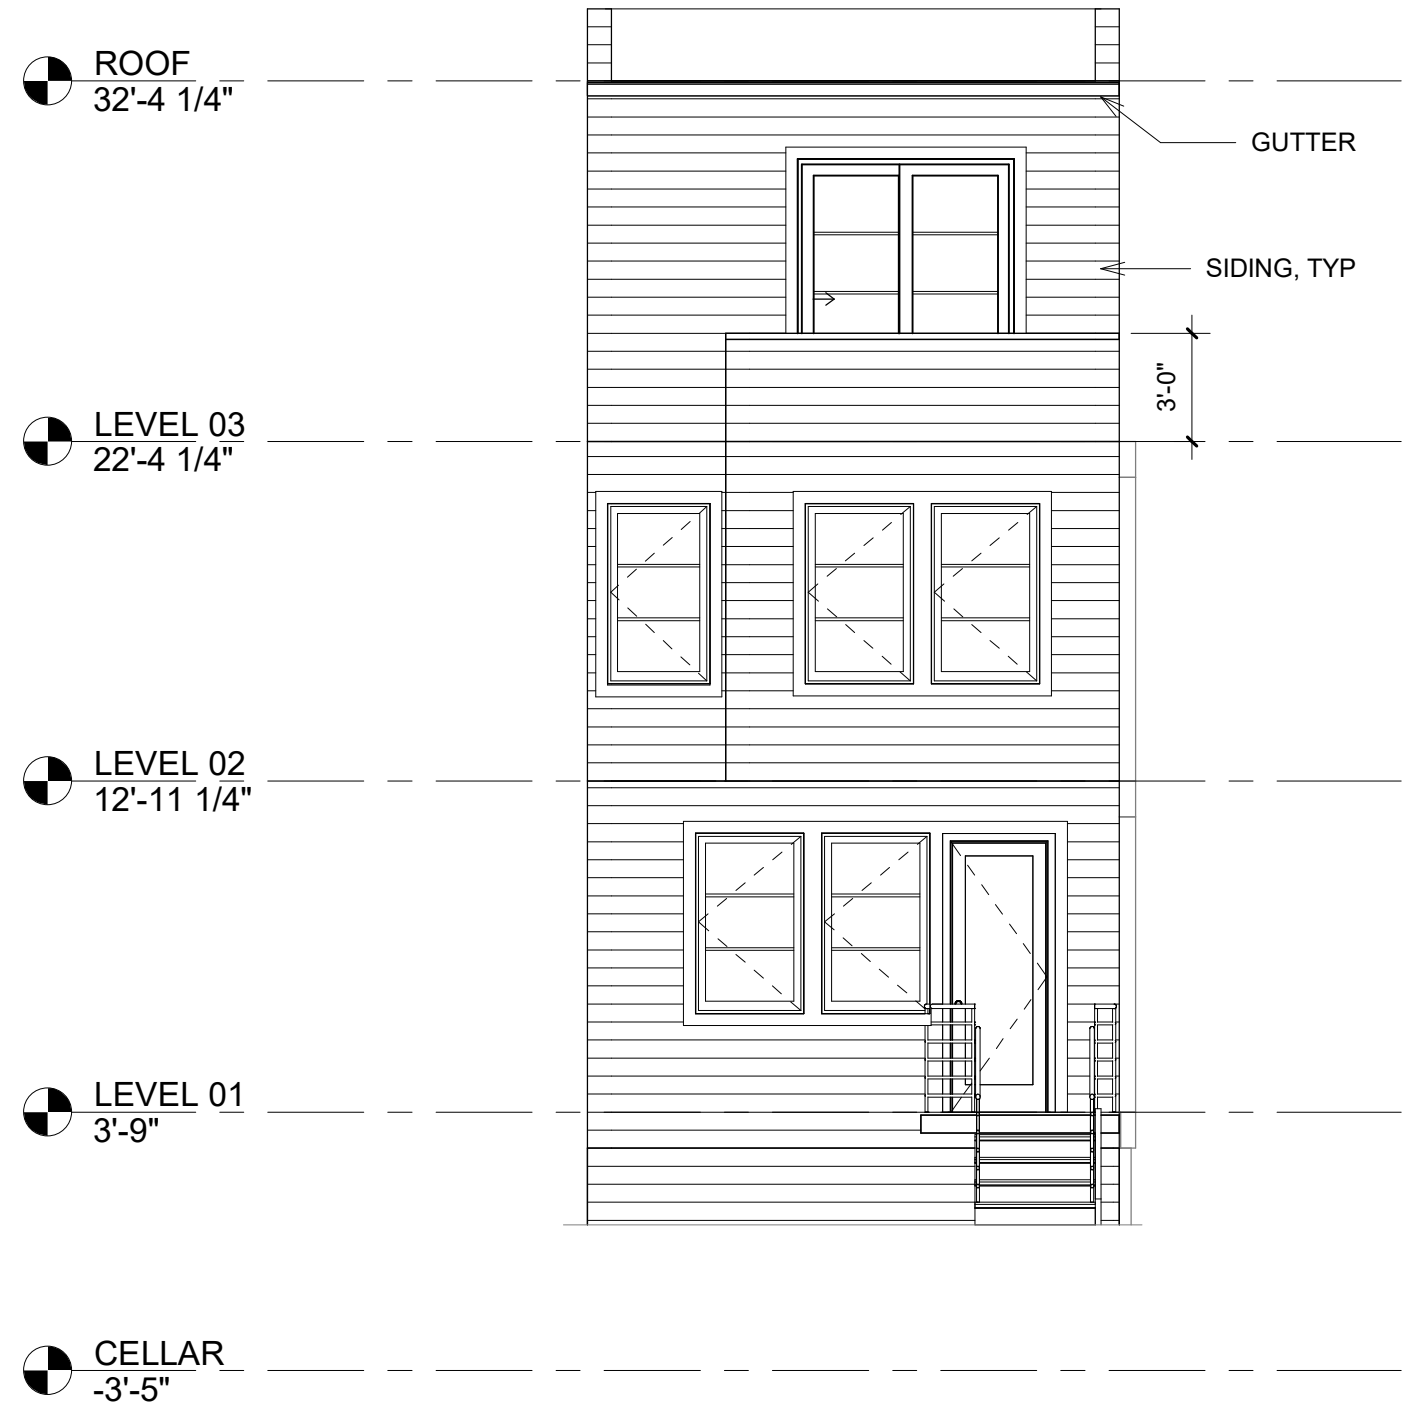 ROOF
32'-4 1/4"
GUTTER
SIDING, TYP
3'-0"
LEVEL 03
22'-4 1/4"
LEVEL 02
12'-11 1/4"
LEVEL 01
3'-9"
CELLAR
-3'-5"